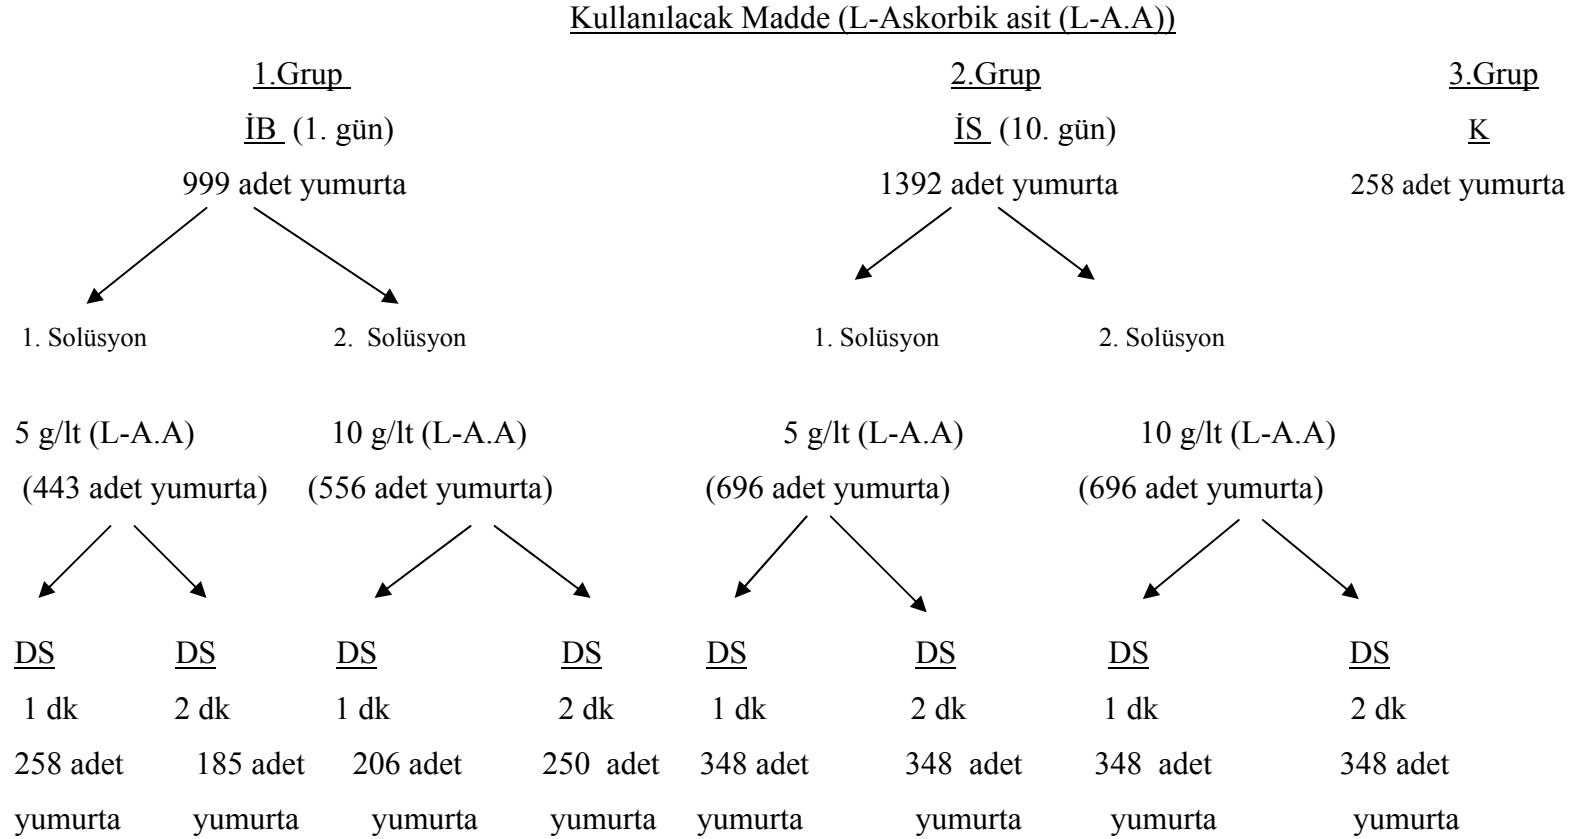 Kullanılacak Madde (L-Askorbik asit (L-A.A))
1.Grup 2.Grup 3.Grup
İB (1. gün) İS (10. gün) K
999 adet yumurta 1392 adet yumurta 258 adet yumurta
1. Solüsyon 2. Solüsyon 1. Solüsyon 2. Solüsyon
5 g/lt (L-A.A) 10 g/lt (L-A.A) 5 g/lt (L-A.A) 10 g/lt (L-A.A)
(443 adet yumurta) (556 adet yumurta) (696 adet yumurta) (696 adet yumurta)
DS DS DS DS DS DS DS DS
1 dk 2 dk 1 dk 2 dk 1 dk 2 dk 1 dk 2 dk
258 adet 185 adet 206 adet 250 adet 348 adet 348 adet 348 adet 348 adet
yumurta yumurta yumurta yumurta yumurta yumurta yumurta yumurta